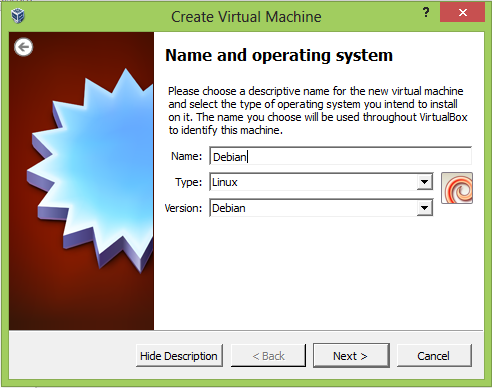 Create Virtual Machine
?
Name and operating system
Please choose a descriptive name for the new virtual machine
and select the type of operating system you intend to install
on it. The name you choose will be used throughout VirtualBox
to identify this machine.
Name: Debian
Type: Linux
Version: Debian
Hide Description < Back Next > Cancel